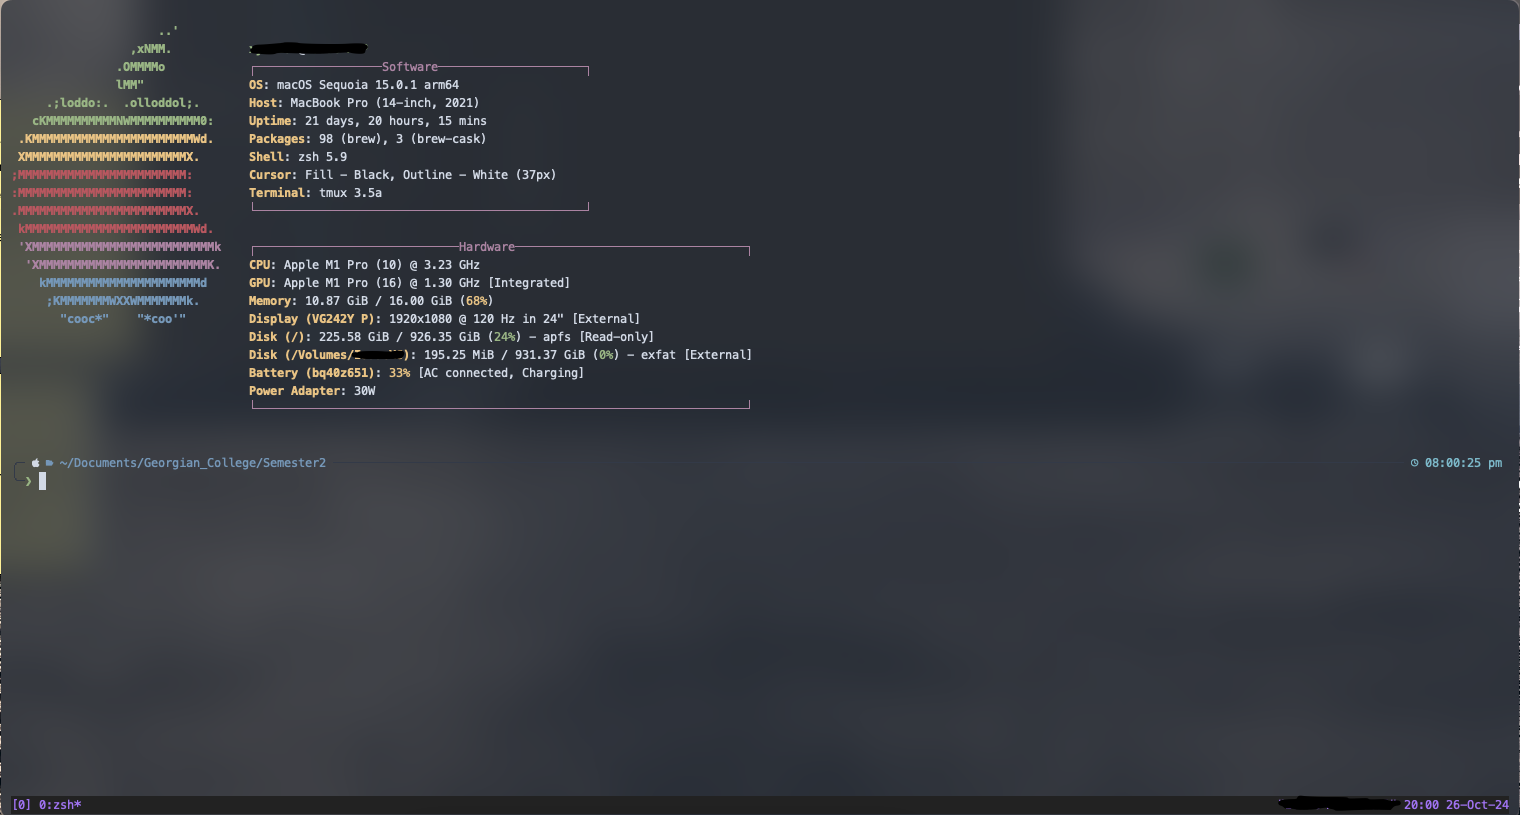 ..'
,xNMM.
.OMMMMo
lMM"
.;loddo:.  .olloddol;.
cKMMMMMMMMMMNWMMMMMMMMMM0:
.KMMMMMMMMMMMMMMMMMMMMMMMWd.
XMMMMMMMMMMMMMMMMMMMMMMMX.
;MMMMMMMMMMMMMMMMMMMMMMMM:
:MMMMMMMMMMMMMMMMMMMMMMMM:
.MMMMMMMMMMMMMMMMMMMMMMMMX.
kMMMMMMMMMMMMMMMMMMMMMMMMWd.
'XMMMMMMMMMMMMMMMMMMMMMMMMMMk
'XMMMMMMMMMMMMMMMMMMMMMMMMK.
kMMMMMMMMMMMMMMMMMMMMMMd
;KMMMMMMMWXXWMMMMMMMk.
"cooc*"    "*coo'"
Software
OS: macOS Sequoia 15.0.1 arm64
Host: MacBook Pro (14-inch, 2021)
Uptime: 21 days, 20 hours, 15 mins
Packages: 98 (brew), 3 (brew-cask)
Shell: zsh 5.9
Cursor: Fill - Black, Outline - White (37px)
Terminal: tmux 3.5a
Hardware
CPU: Apple M1 Pro (10) @ 3.23 GHz
GPU: Apple M1 Pro (16) @ 1.30 GHz [Integrated]
Memory: 10.87 GiB / 16.00 GiB (68%)
Display (VG242Y P): 1920x1080 @ 120 Hz in 24" [External]
Disk (/): 225.58 GiB / 926.35 GiB (24%) - apfs [Read-only]
Disk (/Volumes/): 195.25 MiB / 931.37 GiB (0%) - exfat [External]
Battery (bq40z651): 33% [AC connected, Charging]
Power Adapter: 30W
~/Documents/Georgian_College/Semester2 08:00:25 pm
❯
[0] 0:zsh* 20:00 26-Oct-24